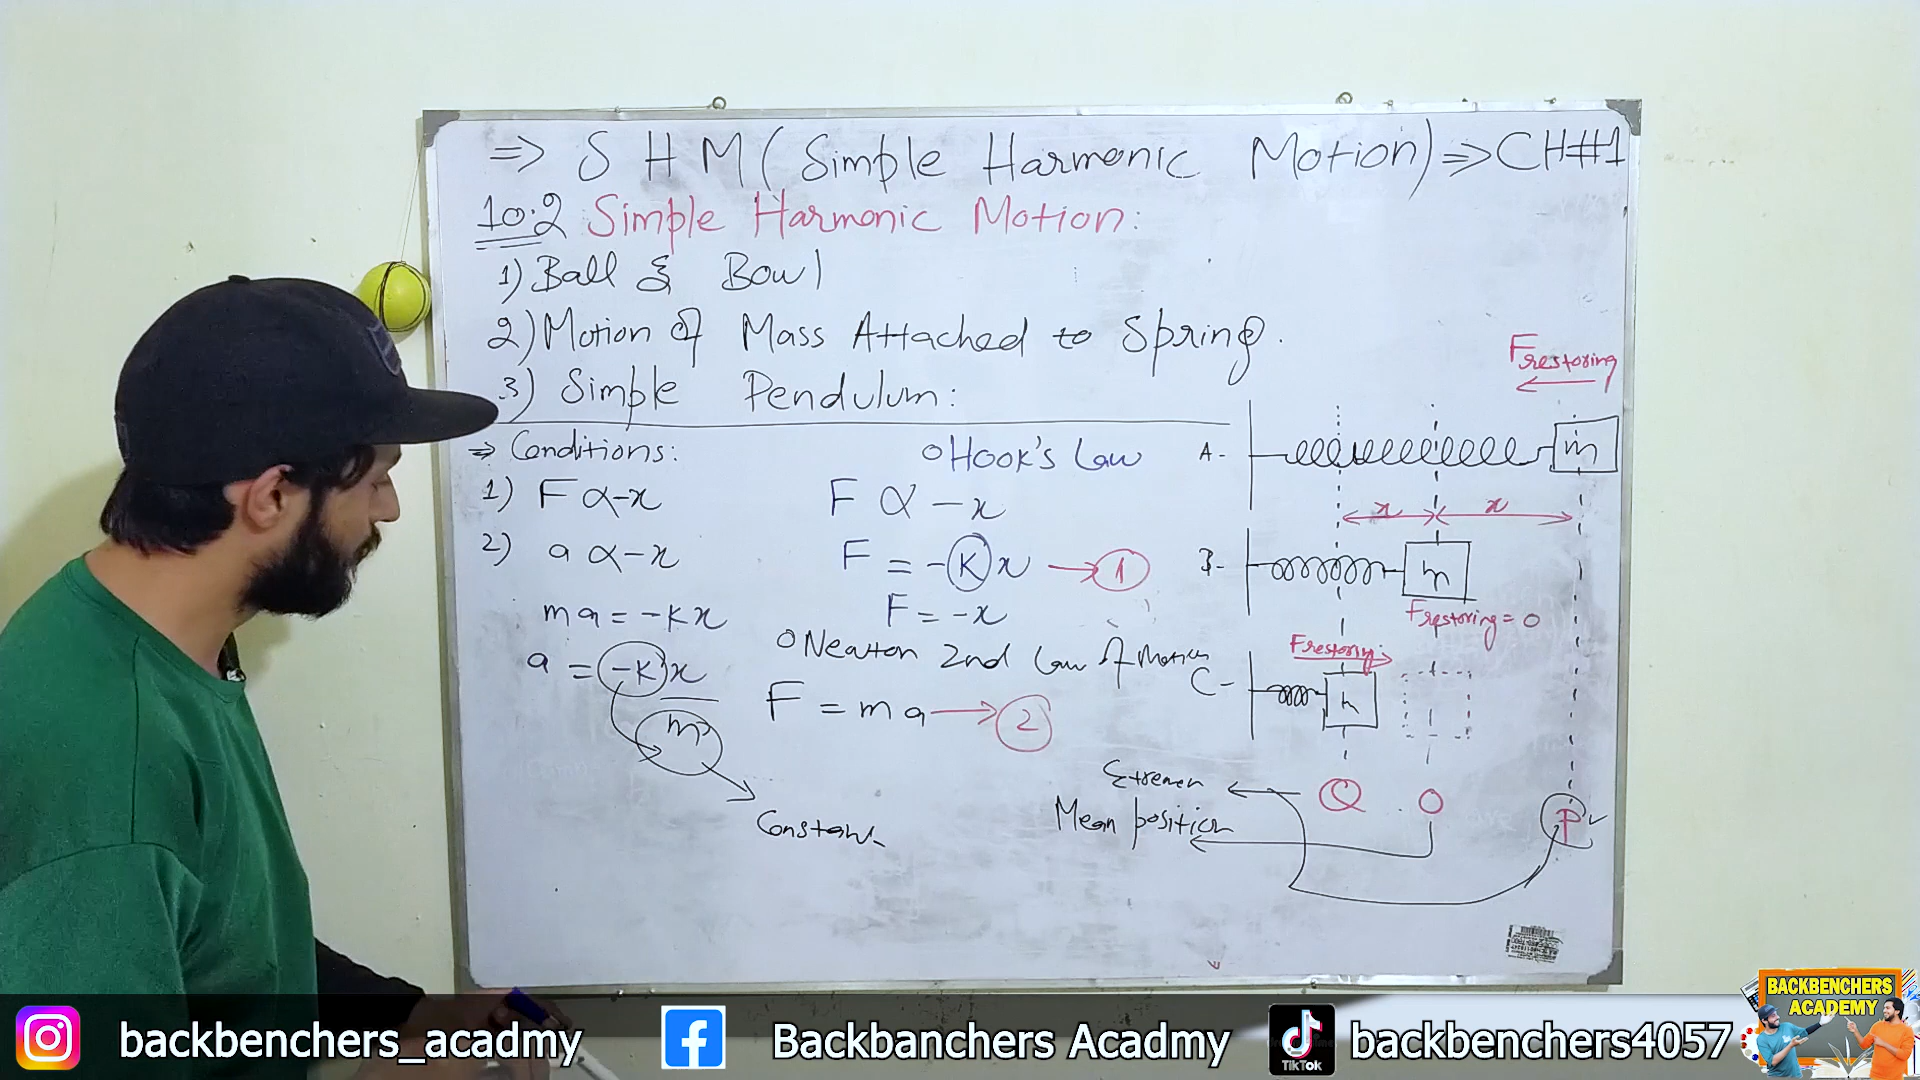 ⇒ SHM (Simple Harmonic Motion) ⇒ CH#1
10.2 Simple Harmonic Motion:
1) Ball & Bowl
2) Motion of Mass Attached to Spring.
3) Simple Pendulum:
⇒ Conditions:
1) F α -x
2) a α -x
ma = -Kx
a = -K x
m
Constant
o Hook's Law
F α -x
F = -Kx → 1
F = -x
o Newton 2nd Law of Motion
F = ma → 2
Frestoring
A- m
x x
B- m
Frestoring = 0
Frestoring
C-
Q O P
Mean position
backbenchers_acadmy
Backbanchers Acadmy
TikTok
backbenchers4057
BACKBENCHERS
ACADEMY